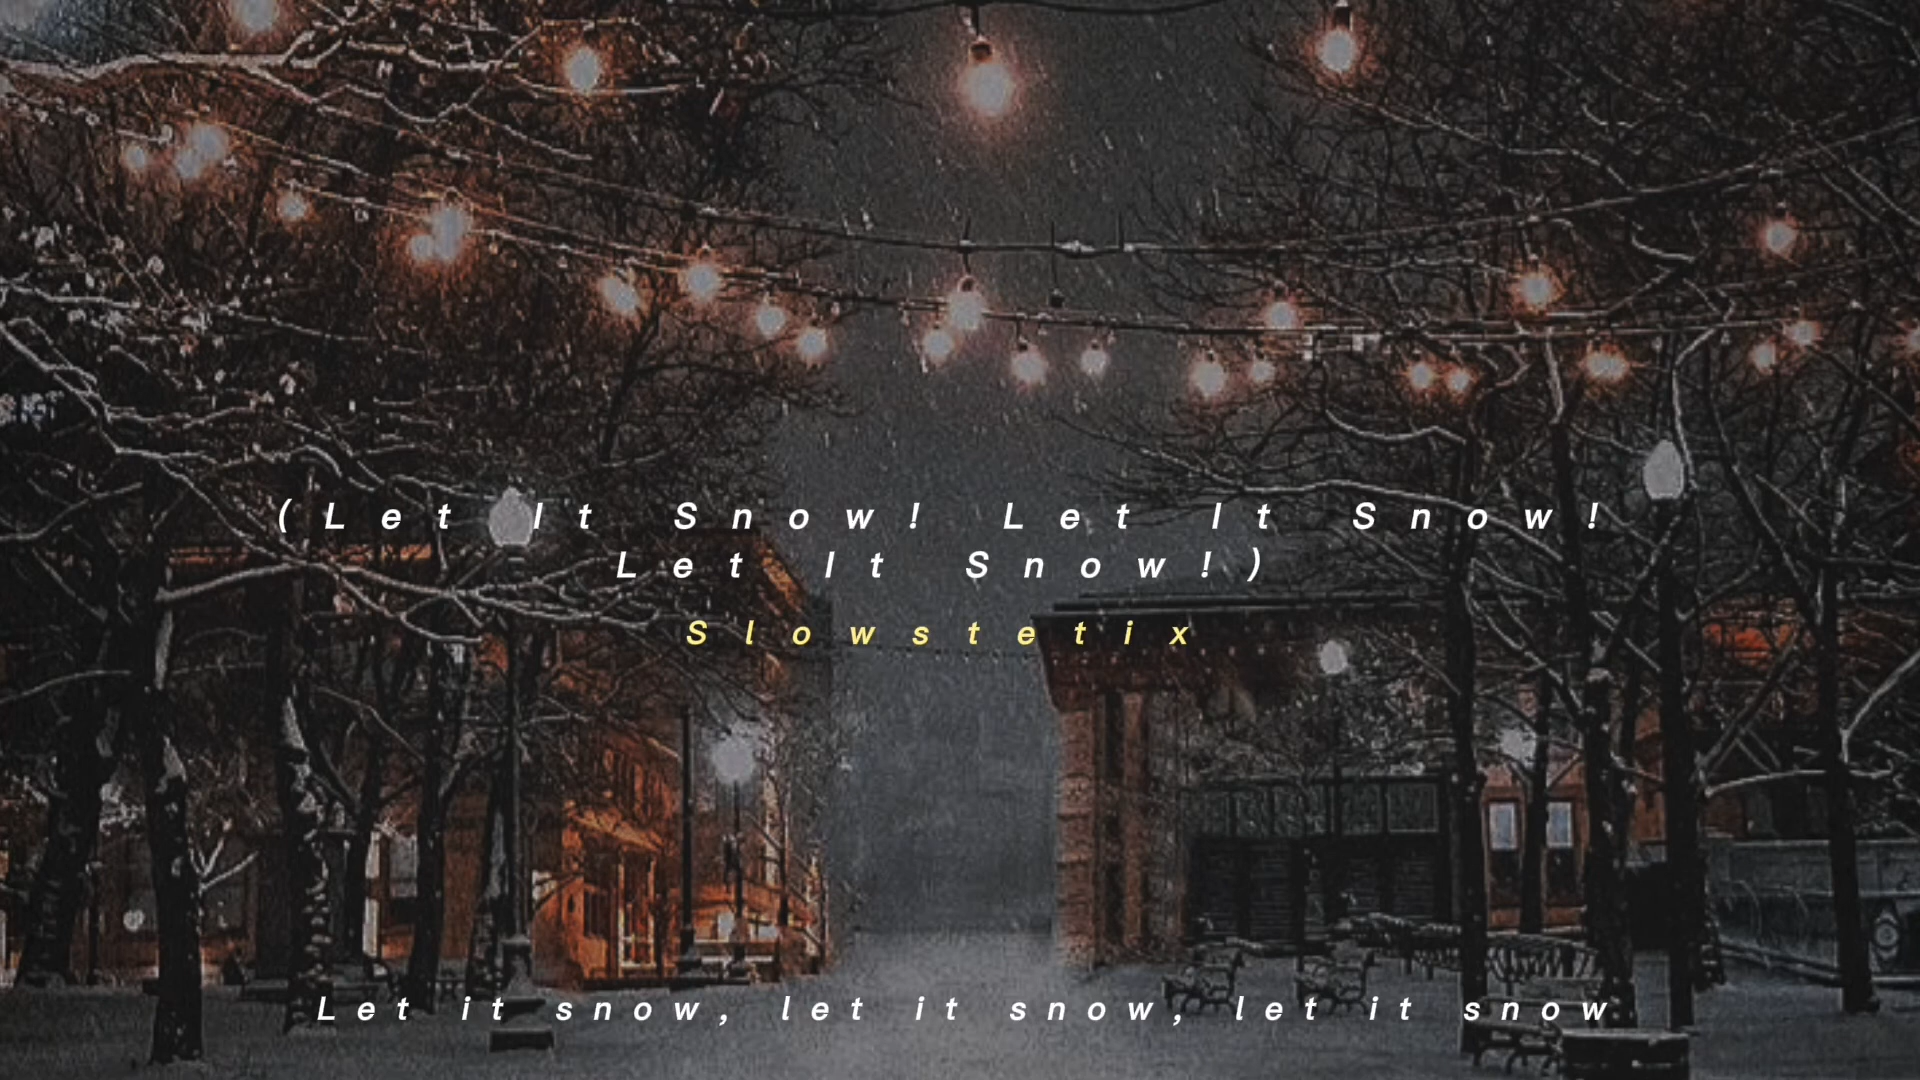 (Let It Snow! Let It Snow!
Let It Snow!)
Slowstetix
Let it snow, let it snow, let it snow